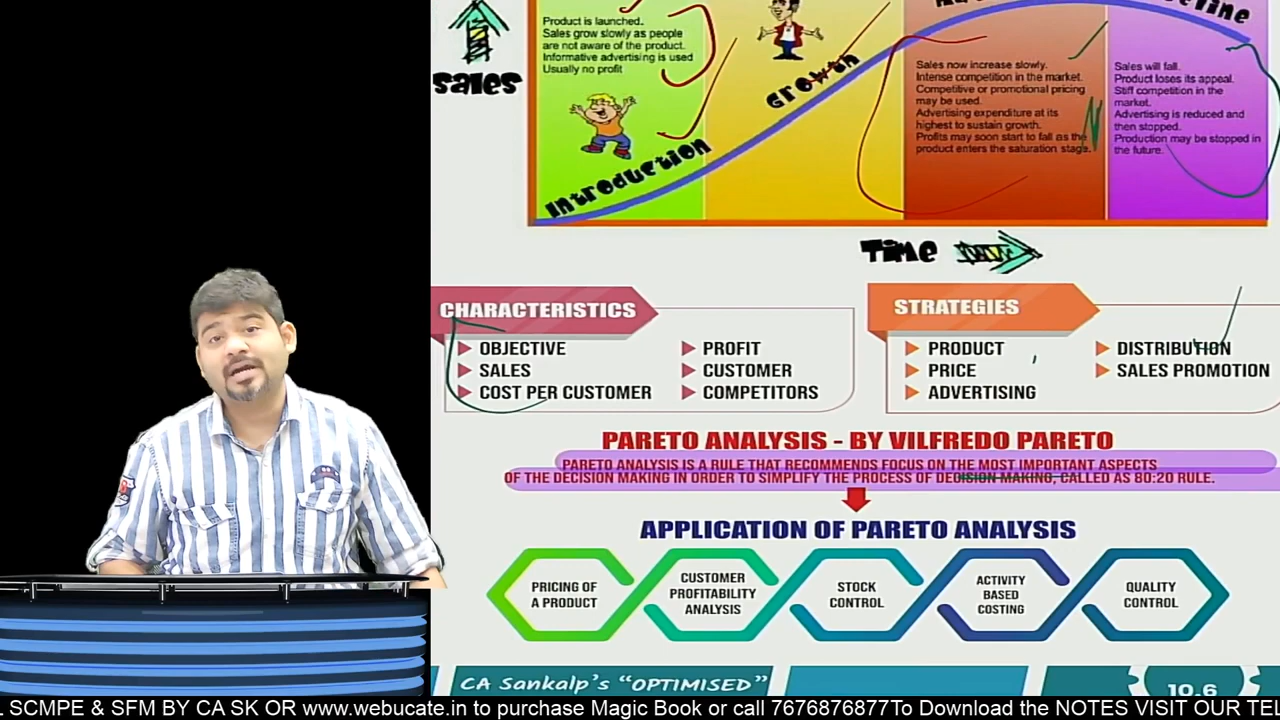 Product is launched.
Sales grow slowly as people
are not aware of the product.
Informative advertising is used
Usually no profit
Sales
Introduction
Growth
Sales now increase slowly.
Intense competition in the market.
Competitive or promotional pricing
may be used.
Advertising expenditure at its
highest to sustain growth.
Profits may soon start to fall as the
product enters the saturation stage.
Sales will fall.
Product loses its appeal.
Stiff competition in the
market.
Advertising is reduced and
then stopped.
Production may be stopped in
the future.
Time
CHARACTERISTICS
OBJECTIVE
SALES
COST PER CUSTOMER
PROFIT
CUSTOMER
COMPETITORS
STRATEGIES
PRODUCT
PRICE
ADVERTISING
DISTRIBUTION
SALES PROMOTION
PARETO ANALYSIS - BY VILFREDO PARETO
PARETO ANALYSIS IS A RULE THAT RECOMMENDS FOCUS ON THE MOST IMPORTANT ASPECTS
OF THE DECISION MAKING IN ORDER TO SIMPLIFY THE PROCESS OF DECISION MAKING, CALLED AS 80:20 RULE.
APPLICATION OF PARETO ANALYSIS
PRICING OF
A PRODUCT
CUSTOMER
PROFITABILITY
ANALYSIS
STOCK
CONTROL
ACTIVITY
BASED
COSTING
QUALITY
CONTROL
CA Sankalp's "OPTIMISED"
10.6
SCMPE & SFM BY CA SK OR www.webucate.in to purchase Magic Book or call 7676876877To Download the NOTES VISIT OUR TEL